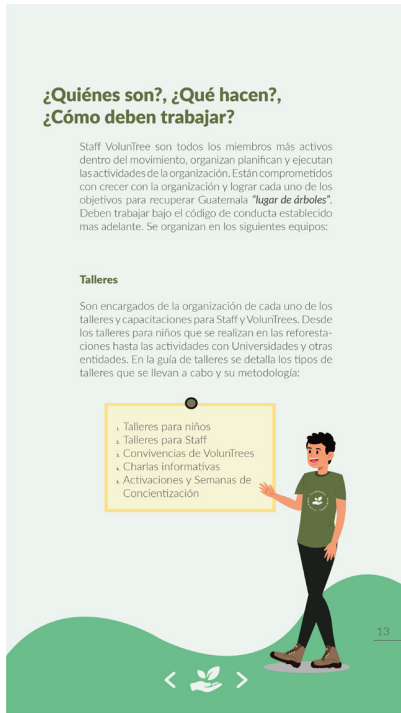 ¿Quiénes son?, ¿Qué hacen?,
¿Cómo deben trabajar?
Staff VolunTree son todos los miembros más activos
dentro del movimiento, organizan planifican y ejecutan
las actividades de la organización. Están comprometidos
con crecer con la organización y lograr cada uno de los
objetivos para recuperar Guatemala "lugar de árboles".
Deben trabajar bajo el código de conducta establecido
mas adelante. Se organizan en los siguientes equipos:
Talleres
Son encargados de la organización de cada uno de los
talleres y capacitaciones para Staff y VolunTrees. Desde
los talleres para niños que se realizan en las reforesta-
ciones hasta las actividades con Universidades y otras
entidades. En la guía de talleres se detalla los tipos de
talleres que se llevan a cabo y su metodología:
1. Talleres para niños
2. Talleres para Staff
3. Convivencias de VolunTrees
4. Charlas informativas
5. Activaciones y Semanas de
Concientización
13